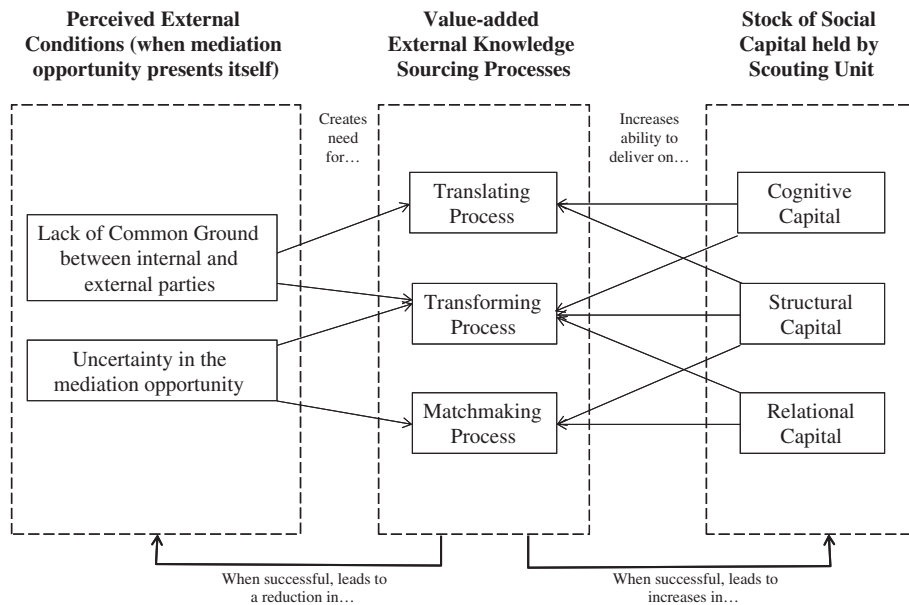 Perceived External
Conditions (when mediation
opportunity presents itself)
Value-added
External Knowledge
Sourcing Processes
Stock of Social
Capital held by
Scouting Unit
Creates
need
for…
Increases
ability to
deliver on…
Lack of Common Ground
between internal and
external parties
Uncertainty in the
mediation opportunity
Translating
Process
Transforming
Process
Matchmaking
Process
Cognitive
Capital
Structural
Capital
Relational
Capital
When successful, leads to
a reduction in…
When successful, leads to
increases in…